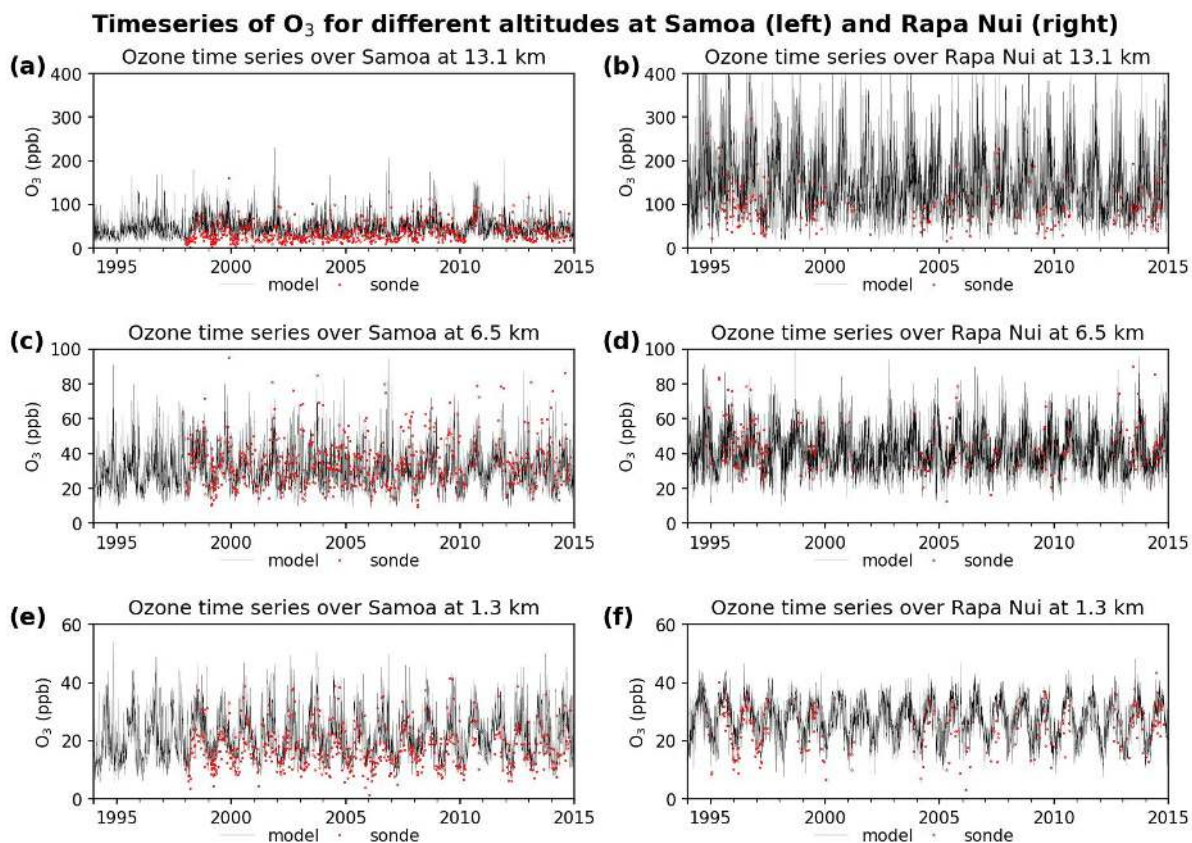 Timeseries of O₃ for different altitudes at Samoa (left) and Rapa Nui (right)
(a) Ozone time series over Samoa at 13.1 km
400
300
200
100
0
O₃ (ppb)
1995 2000 2005 2010 2015
model sonde
(b) Ozone time series over Rapa Nui at 13.1 km
400
300
200
100
0
O₃ (ppb)
1995 2000 2005 2010 2015
model sonde
(c) Ozone time series over Samoa at 6.5 km
100
80
60
40
20
0
O₃ (ppb)
1995 2000 2005 2010 2015
model sonde
(d) Ozone time series over Rapa Nui at 6.5 km
100
80
60
40
20
0
O₃ (ppb)
1995 2000 2005 2010 2015
model sonde
(e) Ozone time series over Samoa at 1.3 km
60
40
20
0
O₃ (ppb)
1995 2000 2005 2010 2015
model sonde
(f) Ozone time series over Rapa Nui at 1.3 km
60
40
20
0
O₃ (ppb)
1995 2000 2005 2010 2015
model sonde